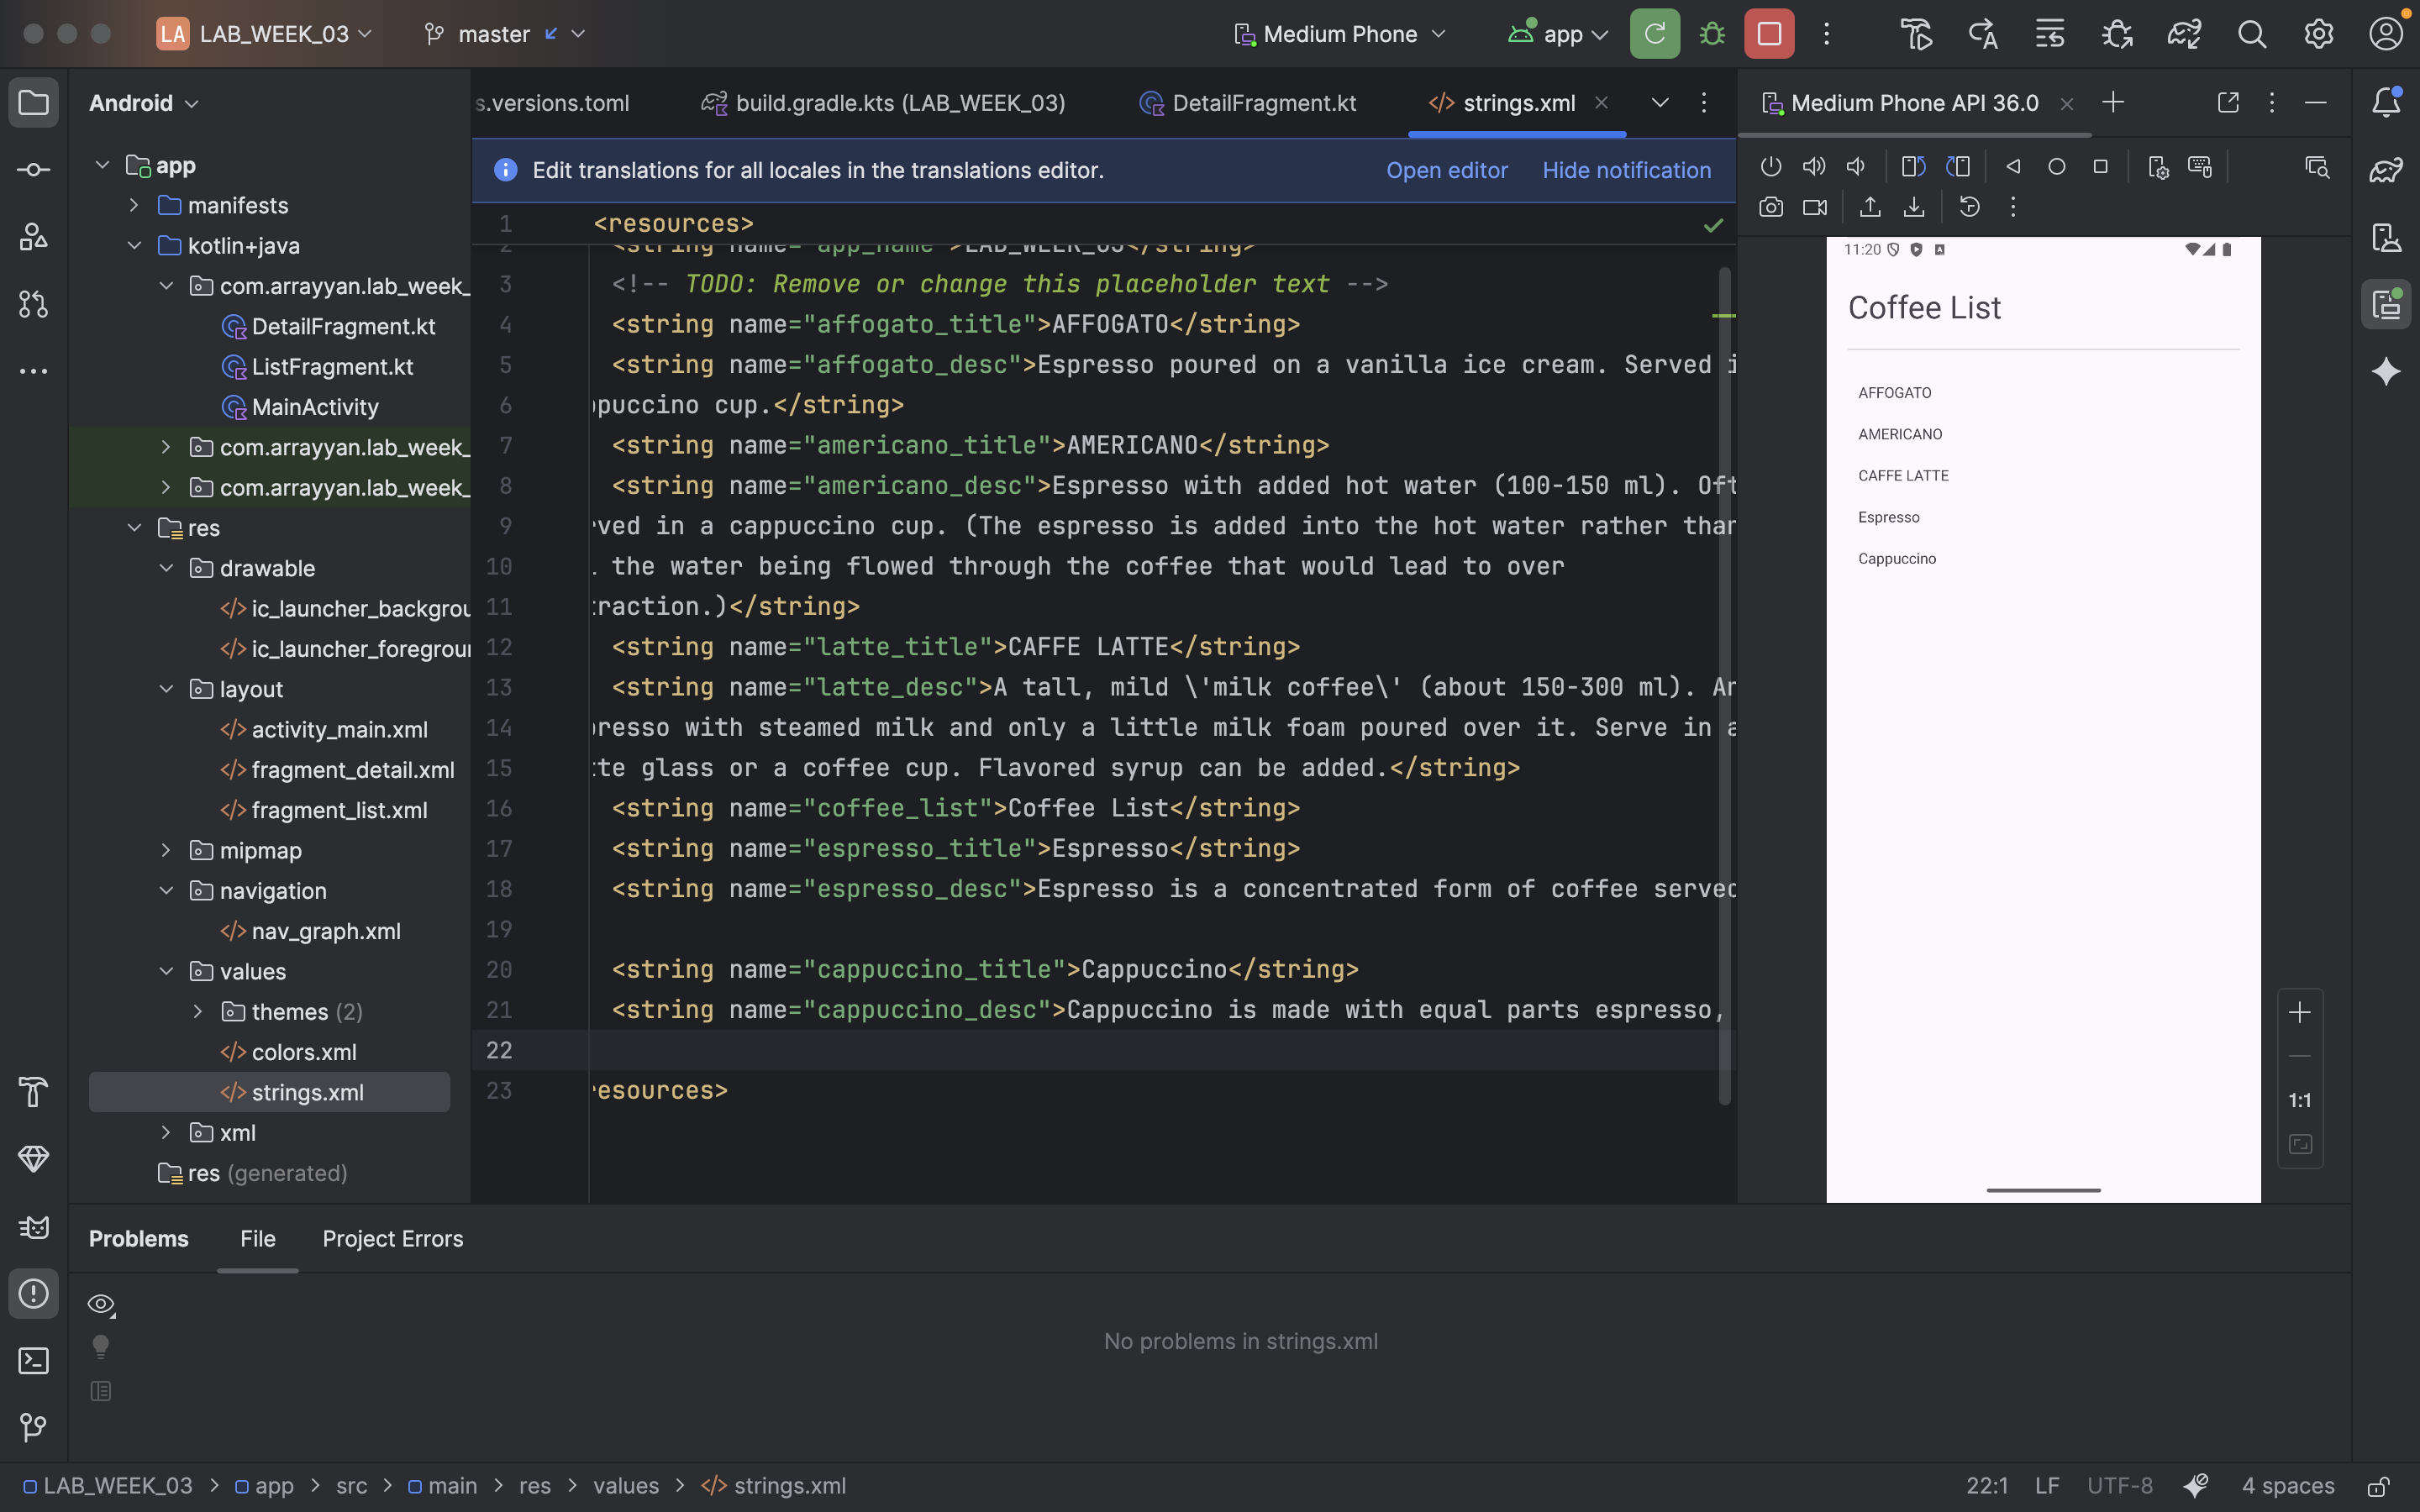 LA LAB_WEEK_03 master Medium Phone app
Android
s.versions.toml build.gradle.kts (LAB_WEEK_03) DetailFragment.kt </> strings.xml
Medium Phone API 36.0
Edit translations for all locales in the translations editor. Open editor Hide notification
app
manifests
kotlin+java
com.arrayyan.lab_week_
DetailFragment.kt
ListFragment.kt
MainActivity
com.arrayyan.lab_week_
com.arrayyan.lab_week_
res
drawable
</> ic_launcher_backgrou
</> ic_launcher_foregrour
layout
</> activity_main.xml
</> fragment_detail.xml
</> fragment_list.xml
mipmap
navigation
</> nav_graph.xml
values
themes (2)
</> colors.xml
</> strings.xml
xml
res (generated)
1 <resources>
2 <string name="app_name">LAB_WEEK_03</string>
3 <!-- TODO: Remove or change this placeholder text -->
4 <string name="affogato_title">AFFOGATO</string>
5 <string name="affogato_desc">Espresso poured on a vanilla ice cream. Served i
6 puccino cup.</string>
7 <string name="americano_title">AMERICANO</string>
8 <string name="americano_desc">Espresso with added hot water (100-150 ml). Oft
9 rved in a cappuccino cup. (The espresso is added into the hot water rather than
10 the water being flowed through the coffee that would lead to over
11 traction.)</string>
12 <string name="latte_title">CAFFE LATTE</string>
13 <string name="latte_desc">A tall, mild \'milk coffee\' (about 150-300 ml). An
14 presso with steamed milk and only a little milk foam poured over it. Serve in a
15 tte glass or a coffee cup. Flavored syrup can be added.</string>
16 <string name="coffee_list">Coffee List</string>
17 <string name="espresso_title">Espresso</string>
18 <string name="espresso_desc">Espresso is a concentrated form of coffee served
19
20 <string name="cappuccino_title">Cappuccino</string>
21 <string name="cappuccino_desc">Cappuccino is made with equal parts espresso,
22
23 resources>
11:20
Coffee List
AFFOGATO
AMERICANO
CAFFE LATTE
Espresso
Cappuccino
1:1
Problems File Project Errors
No problems in strings.xml
LAB_WEEK_03 > app > src > main > res > values > </> strings.xml
22:1 LF UTF-8 4 spaces